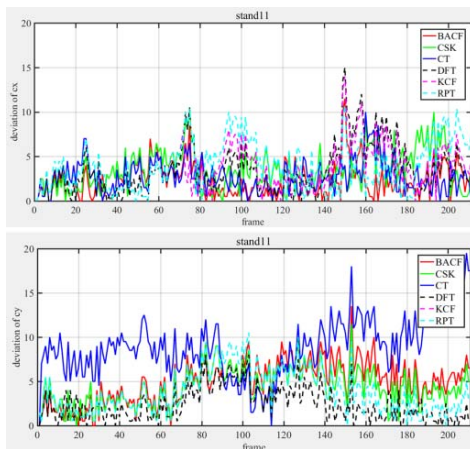 stand11
20
15
10
5
0
deviation of cx
0 20 40 60 80 100 120 140 160 180 200
frame
BACF
CSK
CT
DFT
KCF
RPT
stand11
20
15
10
5
0
deviation of cy
0 20 40 60 80 100 120 140 160 180 200
frame
BACF
CSK
CT
DFT
KCF
RPT